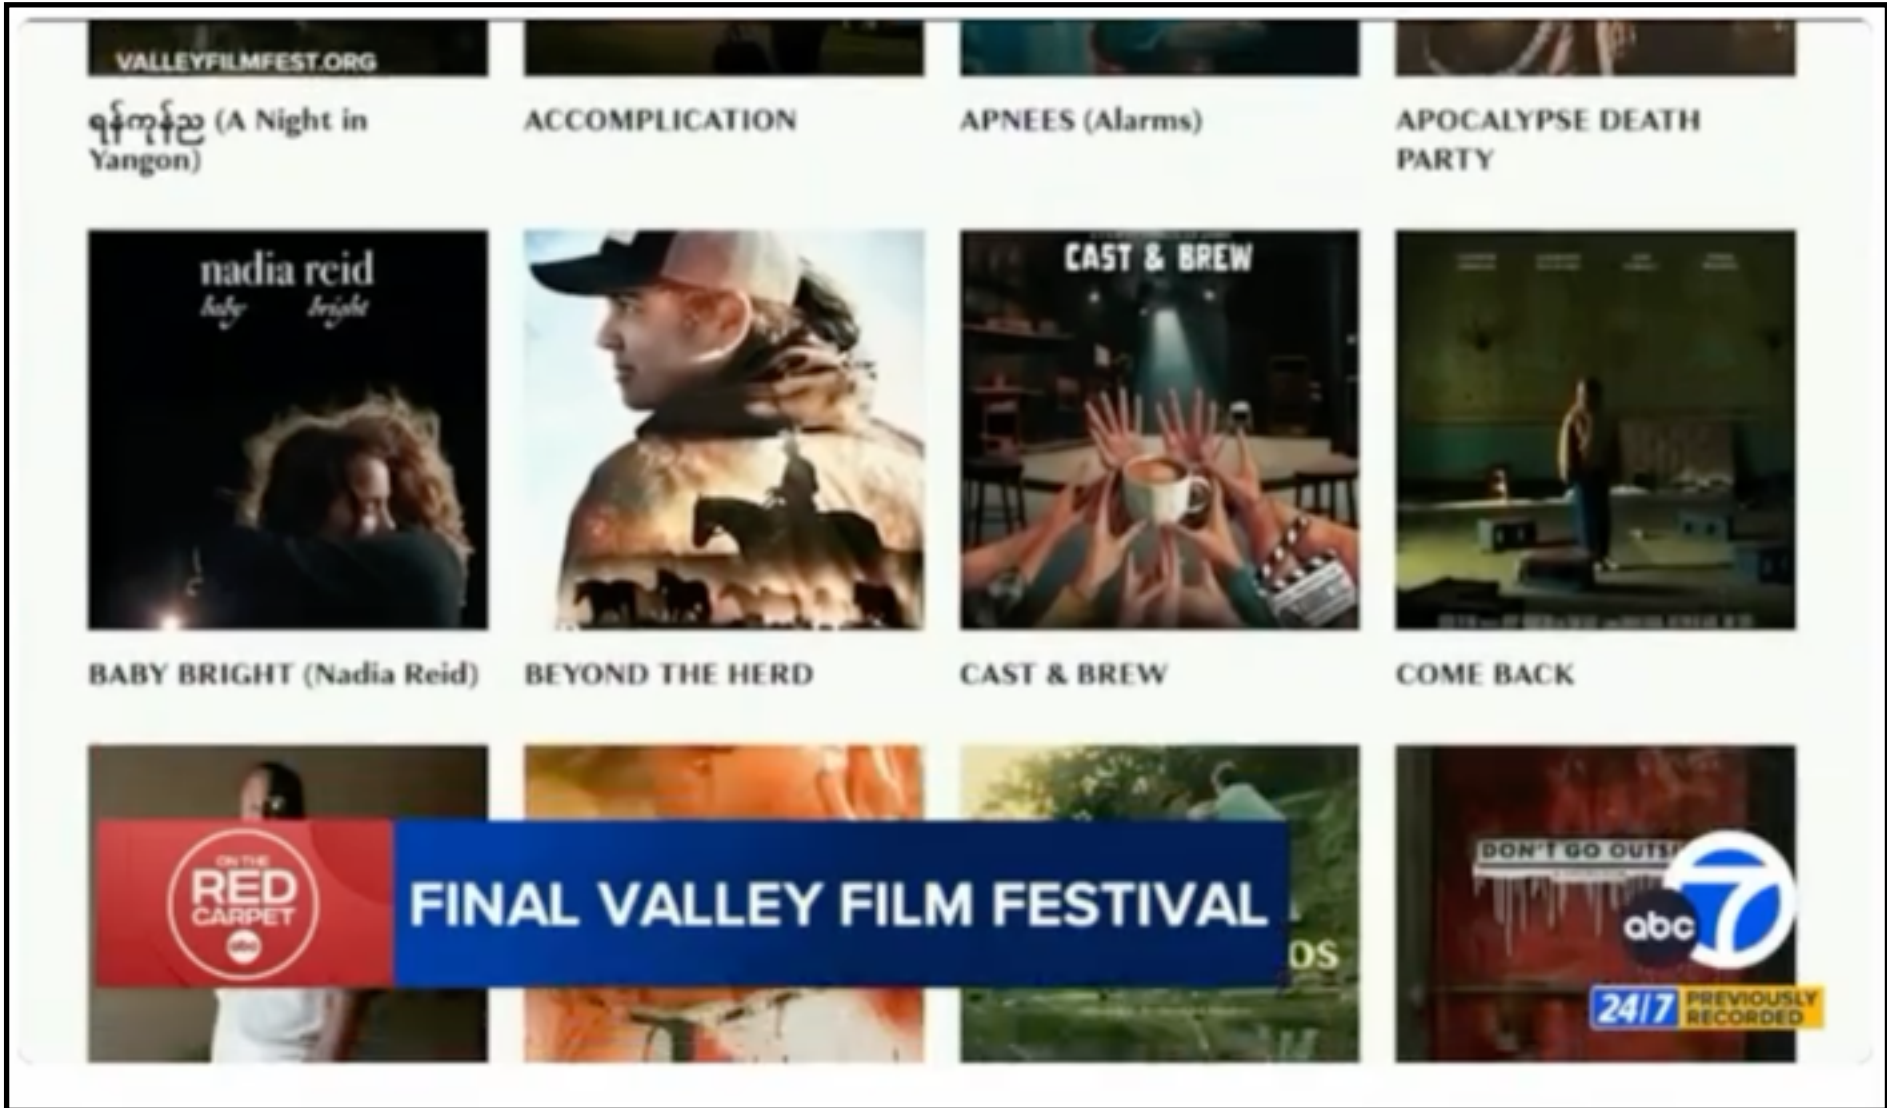 VALLEYFILMFEST.ORG
ရန်ကုန်ည (A Night in
Yangon)
ACCOMPLICATION
APNEES (Alarms)
APOCALYPSE DEATH
PARTY
nadia reid
baby bright
CAST & BREW
BABY BRIGHT (Nadia Reid)
BEYOND THE HERD
CAST & BREW
COME BACK
DON'T GO OUTSI
ON THE
RED
CARPET
abc
FINAL VALLEY FILM FESTIVAL
OS
abc 7
24/7 PREVIOUSLY
RECORDED